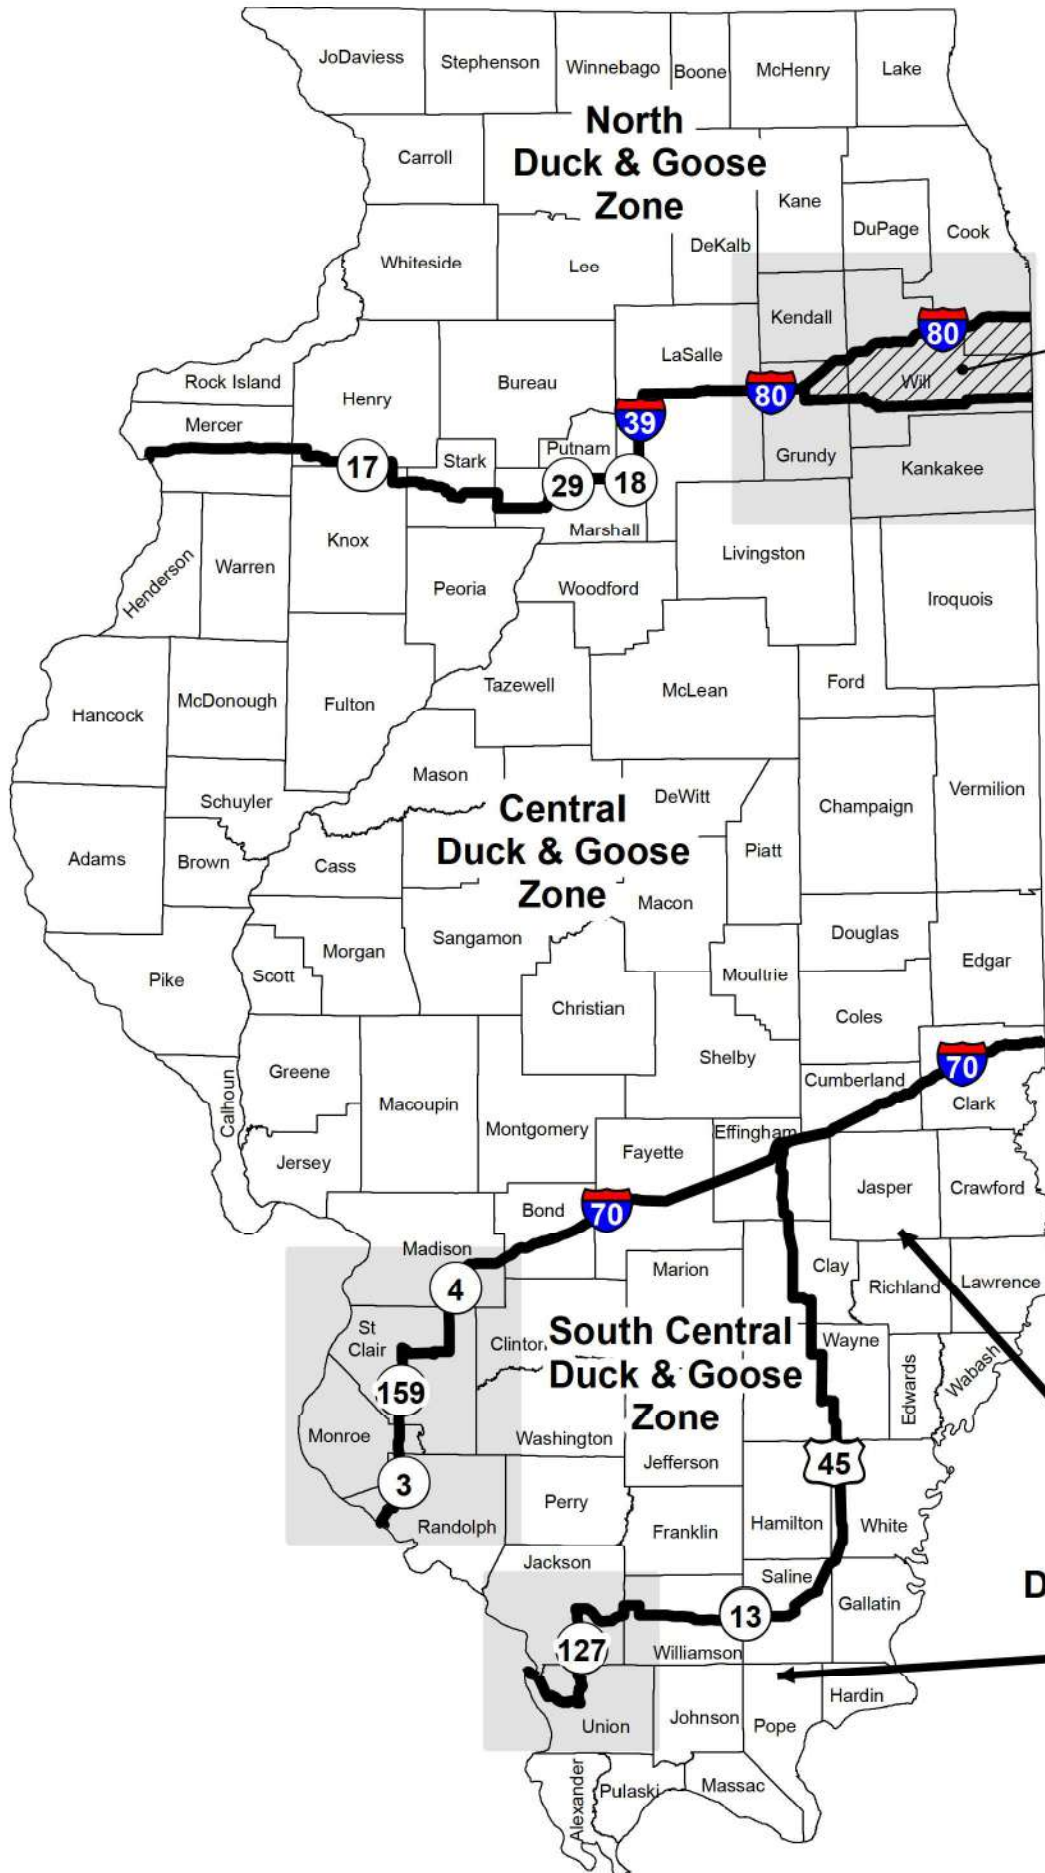 JoDaviess
Stephenson
Winnebago
Boone
McHenry
Lake
North
Duck & Goose
Zone
Carroll
Kane
DuPage
Cook
DeKalb
Whiteside
Lee
Kendall
80
LaSalle
Rock Island
Bureau
Will
80
Henry
39
Mercer
Putnam
Stark
17
29
18
Grundy
Kankakee
Marshall
Knox
Livingston
Henderson
Warren
Peoria
Woodford
Iroquois
Tazewell
McLean
Ford
Hancock
McDonough
Fulton
Mason
Schuyler
Central
Duck & Goose
Zone
DeWitt
Champaign
Vermilion
Adams
Brown
Cass
Piatt
Macon
Sangamon
Morgan
Douglas
Edgar
Pike
Scott
Moultrie
Christian
Coles
Shelby
Greene
Calhoun
Macoupin
Cumberland
70
Clark
Montgomery
Effingham
Fayette
Jersey
Jasper
Crawford
Bond
70
Madison
Marion
Clay
Richland
Lawrence
4
St
Clair
Clinton
South Central
Duck & Goose
Zone
Wayne
Edwards
Wabash
159
Monroe
Washington
Jefferson
45
3
Perry
Randolph
Franklin
Hamilton
White
Jackson
Saline
D
Gallatin
13
127
Williamson
Hardin
Union
Johnson
Pope
Alexander
Pulaski
Massac